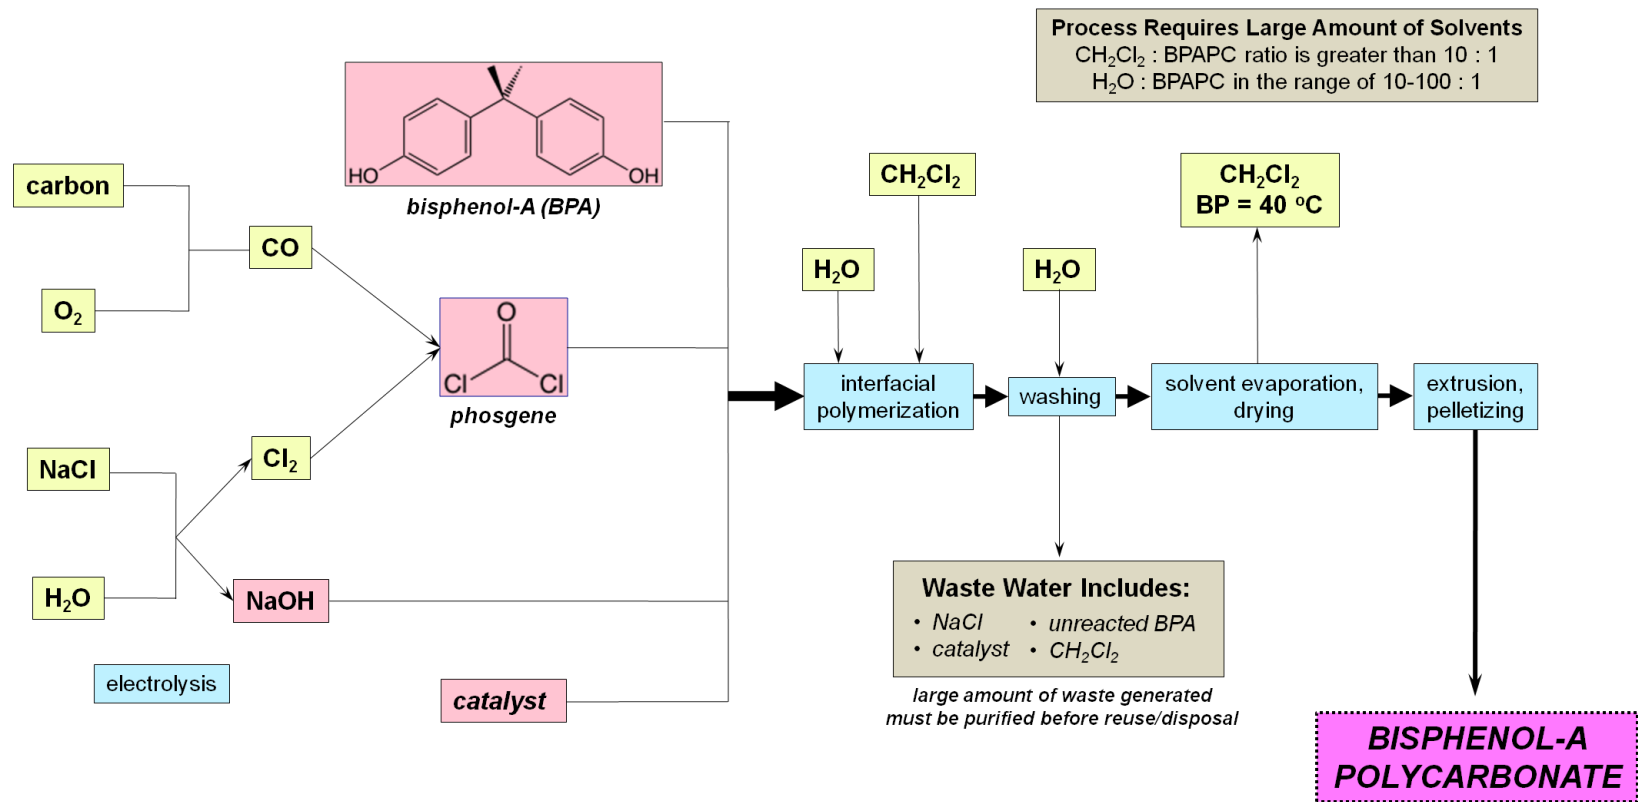 Process Requires Large Amount of Solvents
CH₂Cl₂ : BPAPC ratio is greater than 10 : 1
H₂O : BPAPC in the range of 10-100 : 1
HO
OH
bisphenol-A (BPA)
carbon
O₂
CO
O
Cl
Cl
phosgene
NaCl
H₂O
Cl₂
NaOH
electrolysis
catalyst
H₂O
CH₂Cl₂
H₂O
CH₂Cl₂
BP = 40 ºC
interfacial
polymerization
washing
solvent evaporation,
drying
extrusion,
pelletizing
Waste Water Includes:
• NaCl
• unreacted BPA
• catalyst
• CH₂Cl₂
large amount of waste generated
must be purified before reuse/disposal
BISPHENOL-A
POLYCARBONATE